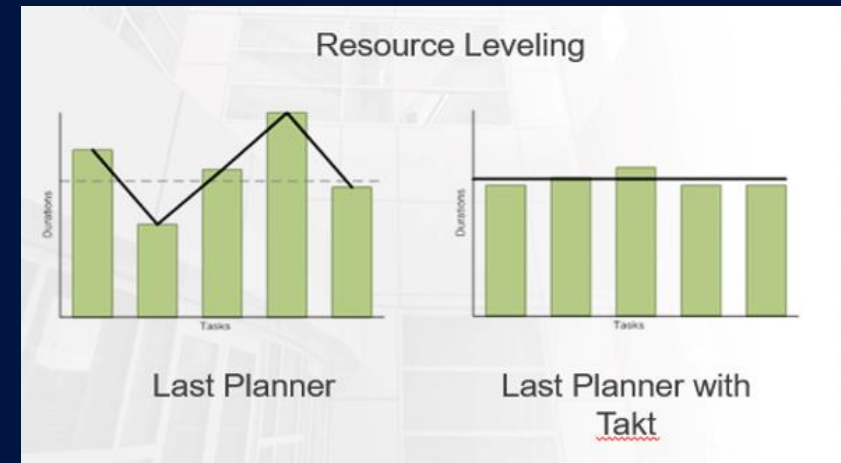 Resource Leveling
Durations
Tasks
Last Planner
Durations
Tasks
Last Planner with
Takt